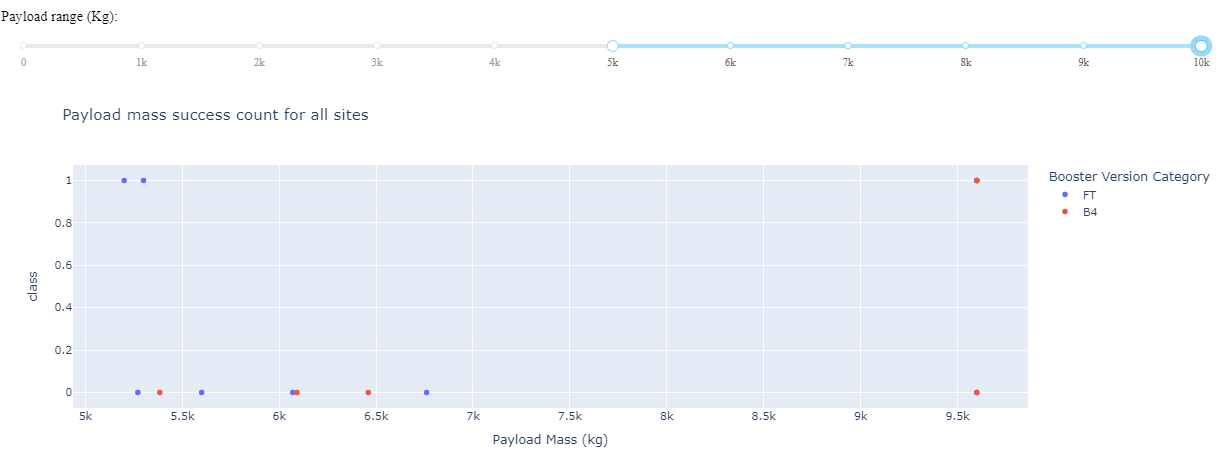 Payload range (Kg):
0 1k 2k 3k 4k 5k 6k 7k 8k 9k 10k
Payload mass success count for all sites
Booster Version Category
FT
B4
1
0.8
0.6
0.4
0.2
0
class
5k 5.5k 6k 6.5k 7k 7.5k 8k 8.5k 9k 9.5k
Payload Mass (kg)